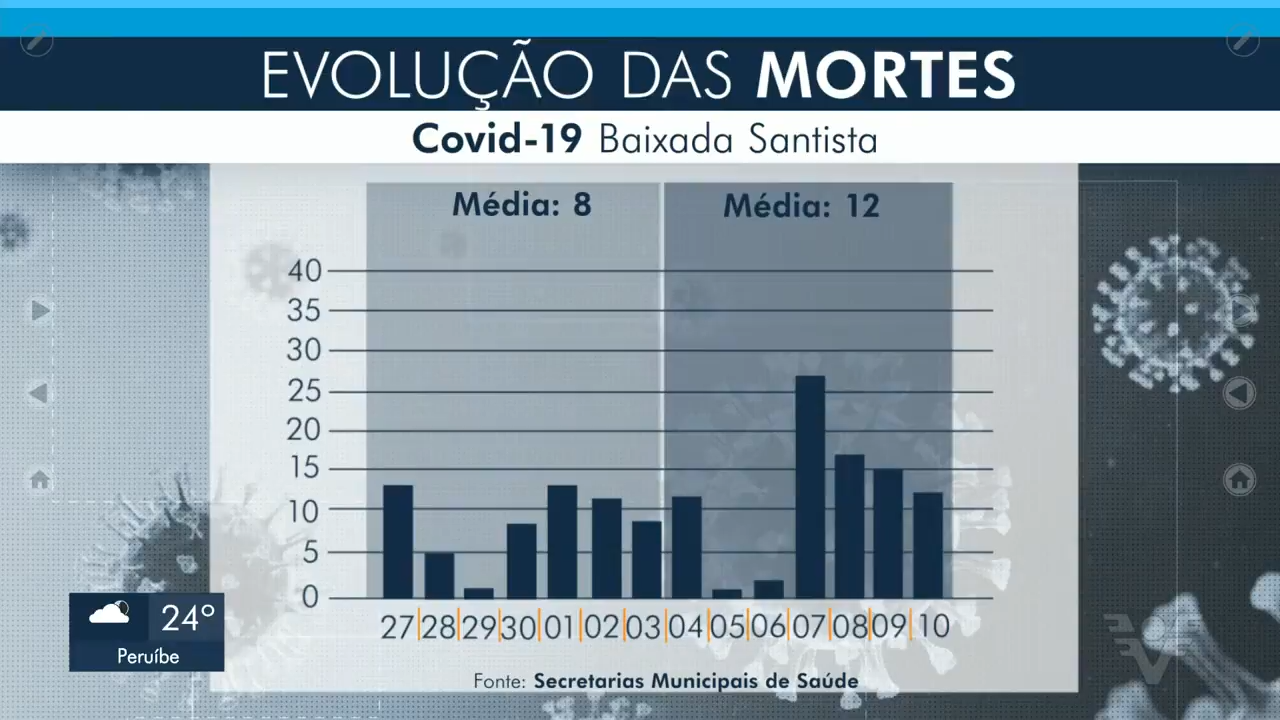 EVOLUÇÃO DAS MORTES
Covid-19 Baixada Santista
Média: 8
Média: 12
40
35
30
25
20
15
10
5
0
27 28 29 30 01 02 03 04 05 06 07 08 09 10
Fonte: Secretarias Municipais de Saúde
24°
Peruíbe